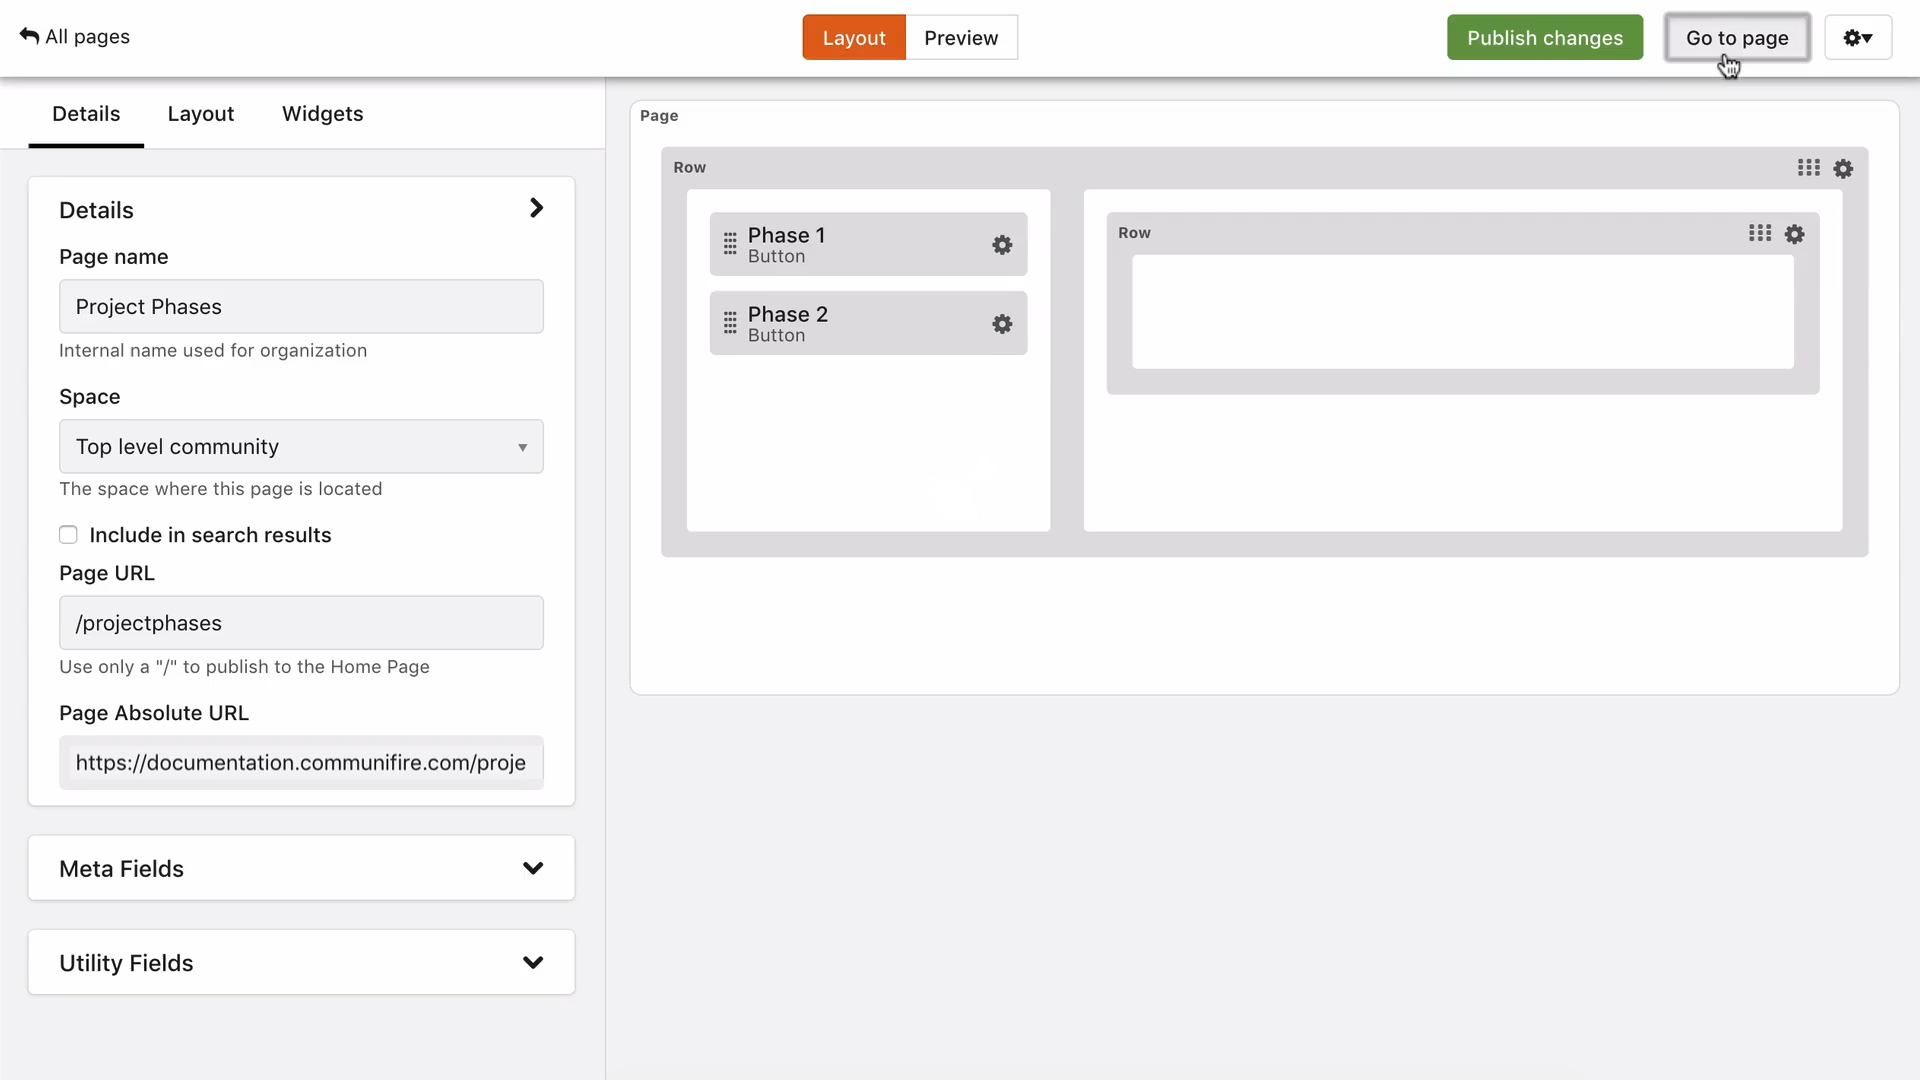 All pages
Layout
Preview
Publish changes
Go to page
Details
Layout
Widgets
Details
Page name
Project Phases
Internal name used for organization
Space
Top level community
The space where this page is located
Include in search results
Page URL
/projectphases
Use only a "/" to publish to the Home Page
Page Absolute URL
https://documentation.communifire.com/proje
Meta Fields
Utility Fields
Page
Row
Phase 1
Button
Phase 2
Button
Row